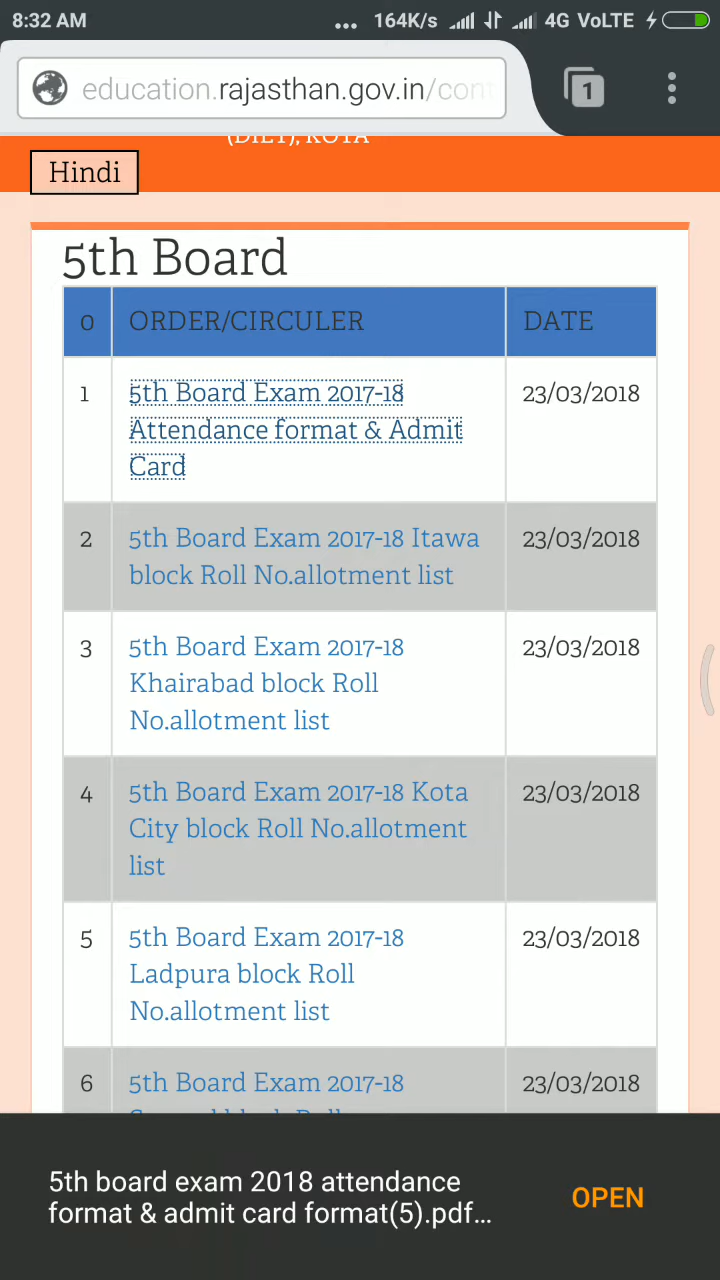 8:32 AM ... 164K/s 4G VoLTE
education.rajasthan.gov.in/cont
1
(DIET), KOTA
Hindi
5th Board
0 ORDER/CIRCULER DATE
1 5th Board Exam 2017-18 23/03/2018
Attendance format & Admit
Card
2 5th Board Exam 2017-18 Itawa 23/03/2018
block Roll No.allotment list
3 5th Board Exam 2017-18 23/03/2018
Khairabad block Roll
No.allotment list
4 5th Board Exam 2017-18 Kota 23/03/2018
City block Roll No.allotment
list
5 5th Board Exam 2017-18 23/03/2018
Ladpura block Roll
No.allotment list
6 5th Board Exam 2017-18 23/03/2018
block Roll
5th board exam 2018 attendance
format & admit card format(5).pdf...
OPEN